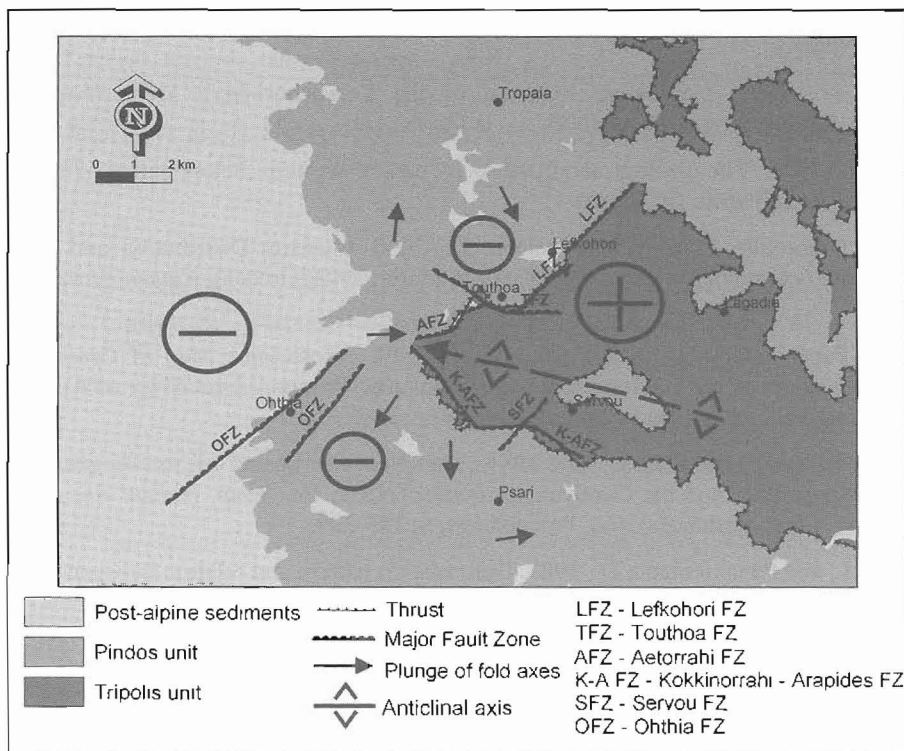 Tropaia
N
0 1 2 km
LFZ
Lefkohori
LFZ
Touthoa
TFZ
Lagadia
AFZ
K-AFZ
SFZ
Servou
Ohthia
OFZ
OFZ
K-AFZ
Psari
Post-alpine sediments
Pindos unit
Tripolis unit
Thrust
Major Fault Zone
Plunge of fold axes
Anticlinal axis
LFZ - Lefkohori FZ
TFZ - Touthoa FZ
AFZ - Aetorrahi FZ
K-A FZ - Kokkinorrahi - Arapides FZ
SFZ - Servou FZ
OFZ - Ohthia FZ